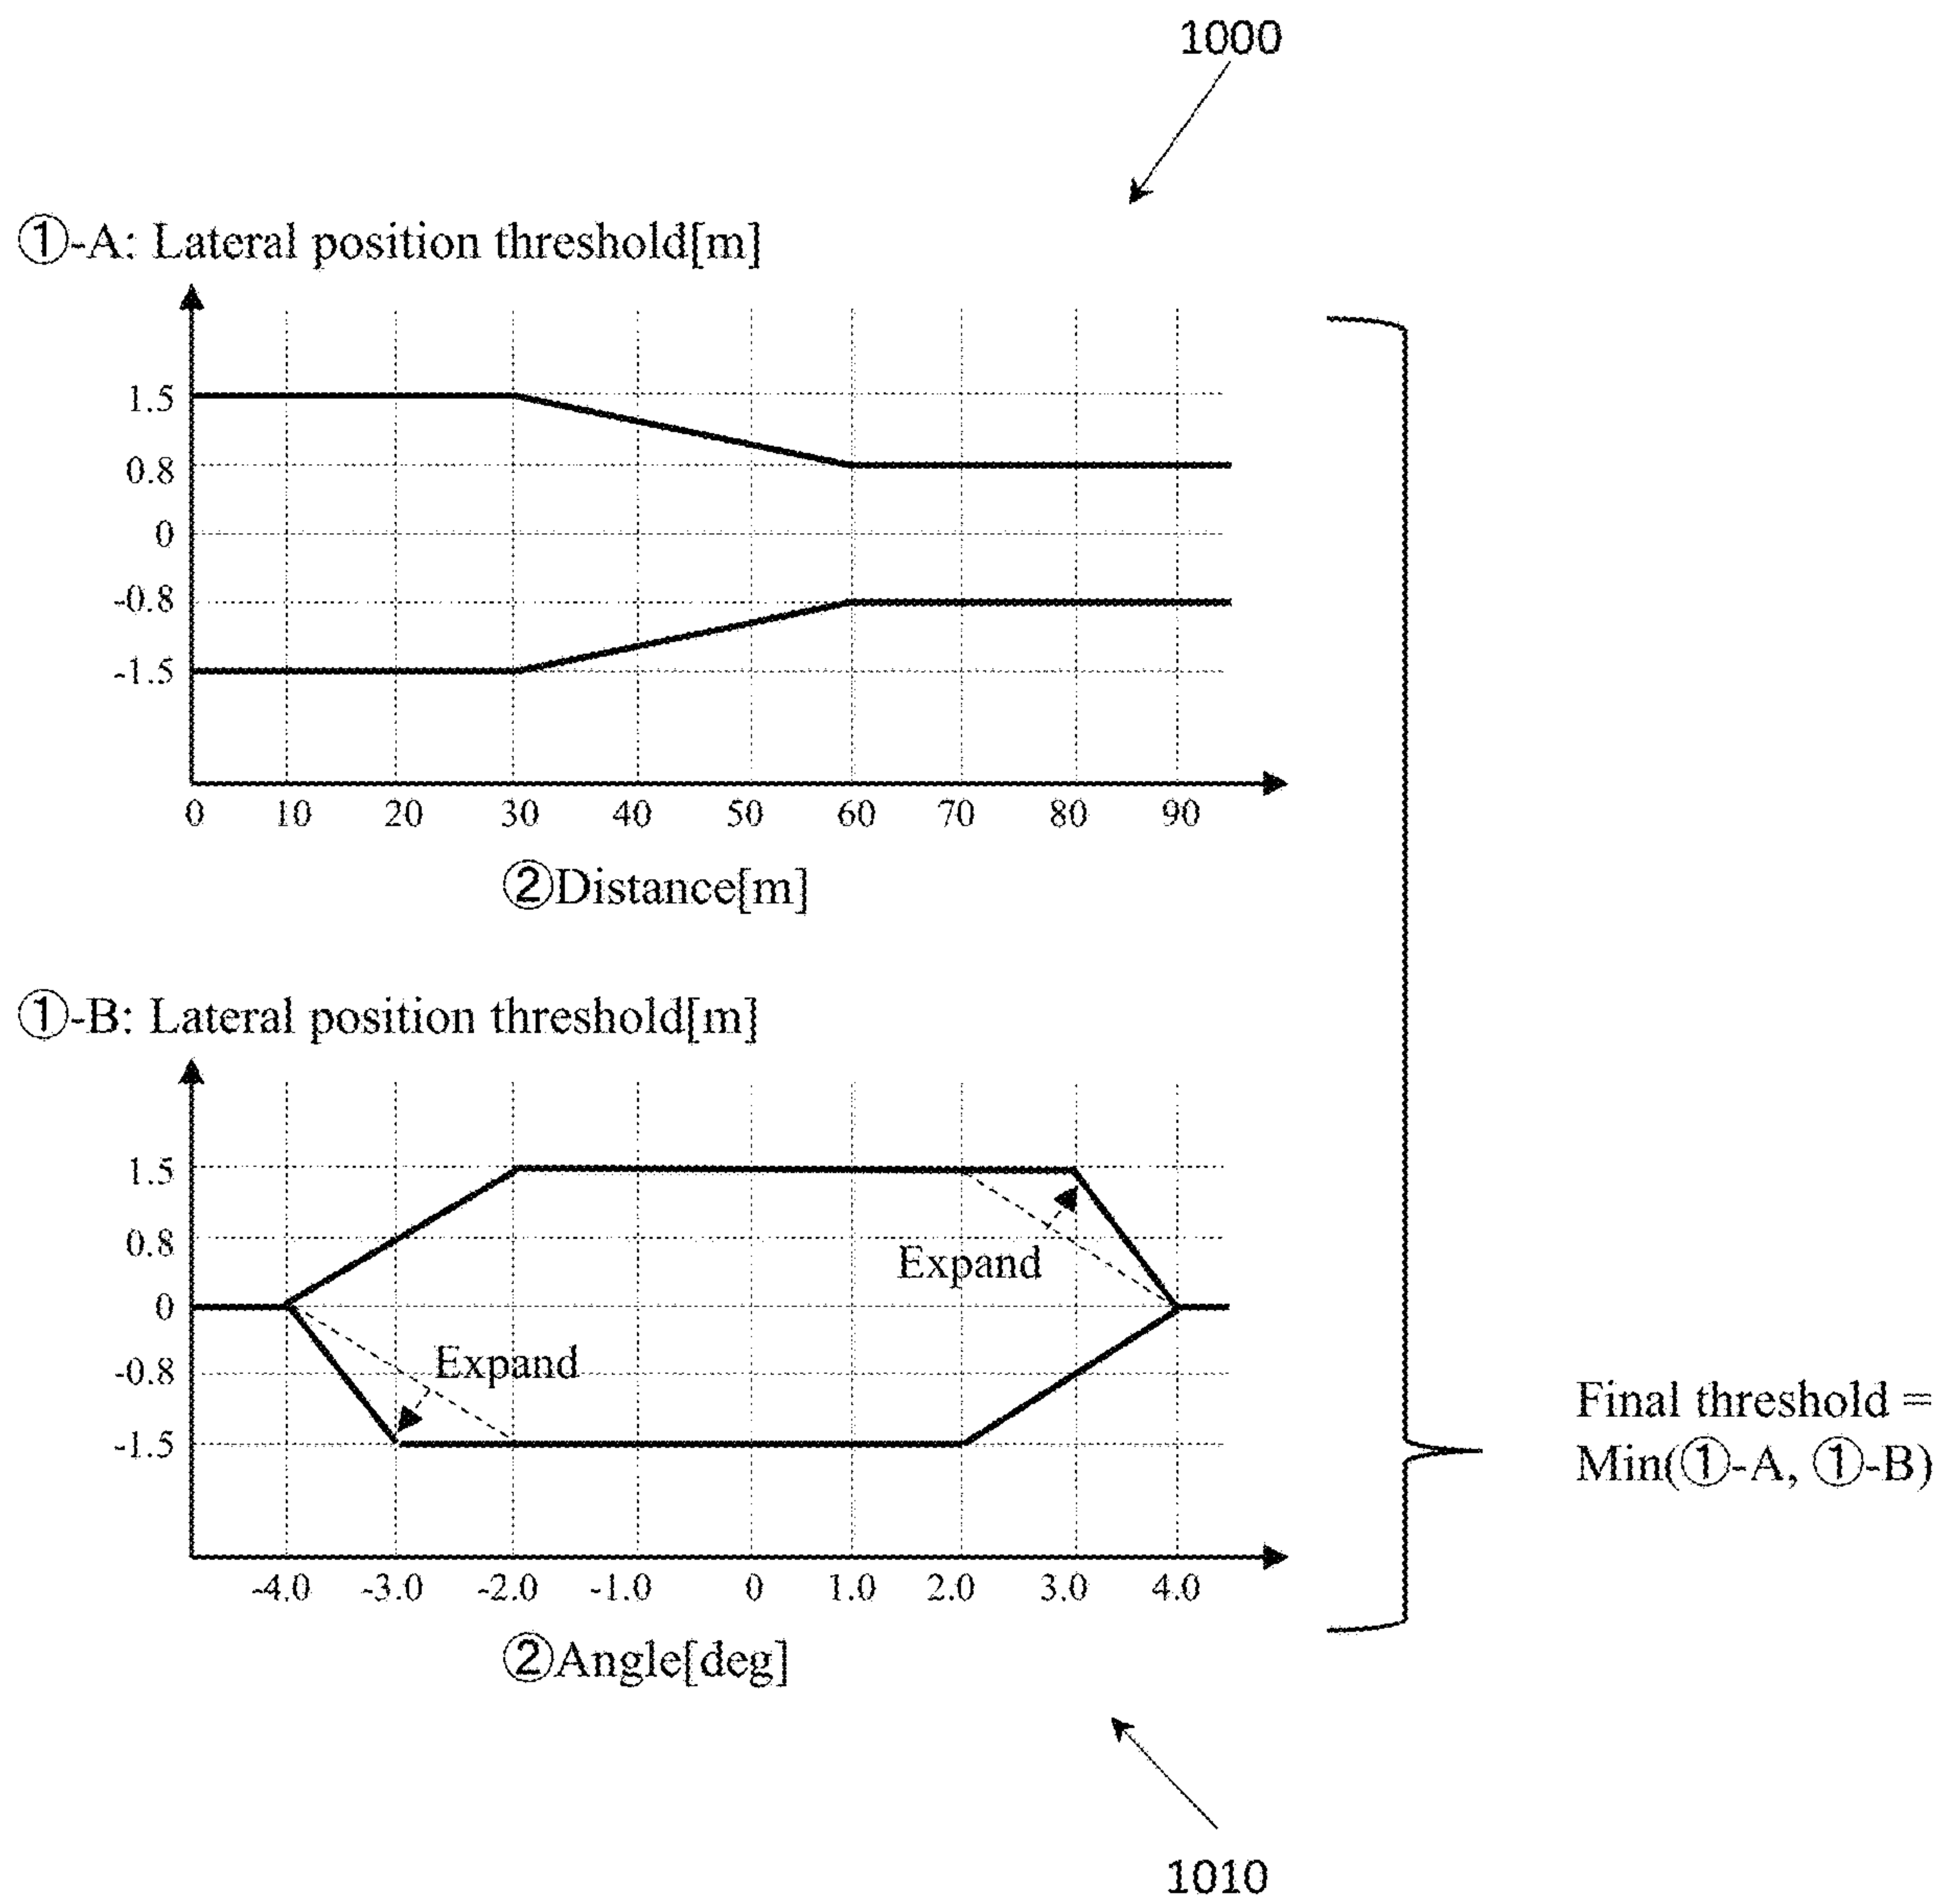 1000
①-A: Lateral position threshold[m]
1.5
0.8
0
-0.8
-1.5
0 10 20 30 40 50 60 70 80 90
②Distance[m]
①-B: Lateral position threshold[m]
1.5
0.8
Expand
0
Expand
-0.8
-1.5
-4.0 -3.0 -2.0 -1.0 0 1.0 2.0 3.0 4.0
②Angle[deg]
Final threshold =
Min(①-A, ①-B)
1010